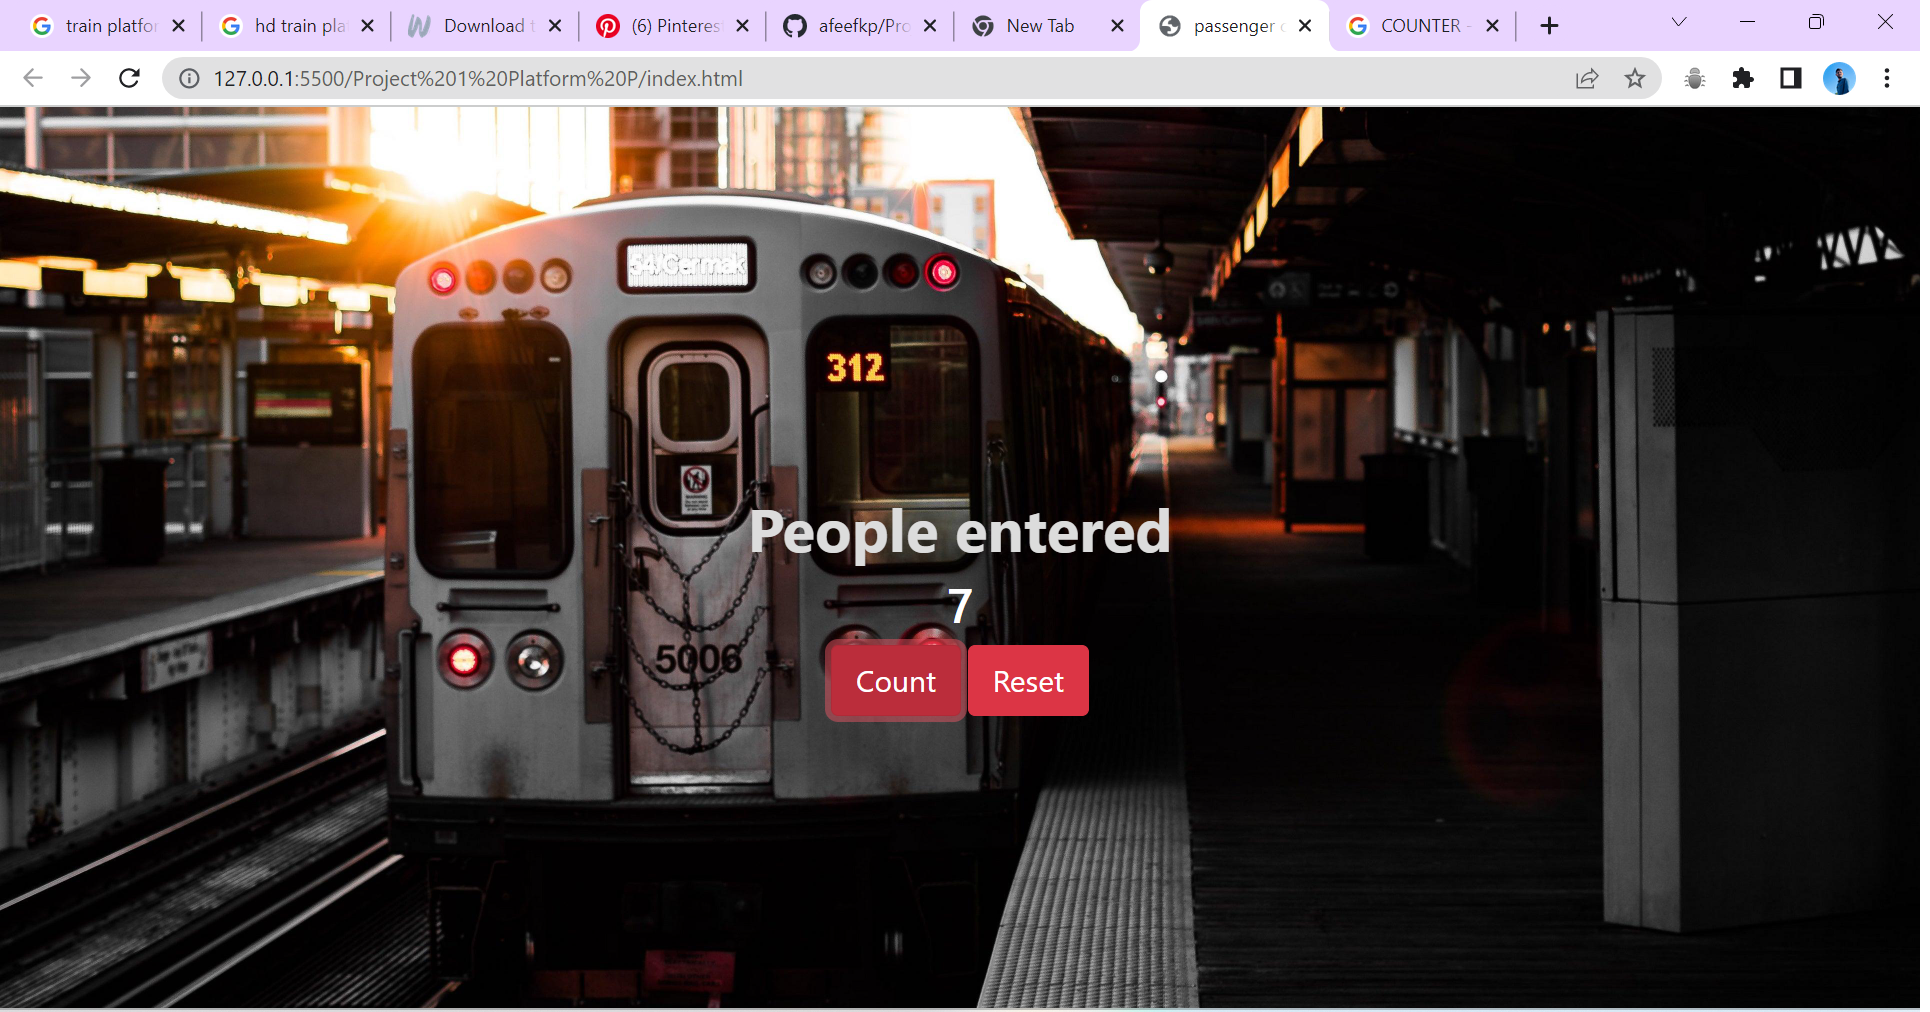 train platfor
hd train pla
Download t
(6) Pinteres
afeefkp/Pro
New Tab
passenger c
COUNTER -
127.0.0.1:5500/Project%201%20Platform%20P/index.html
54/Cermak
312
WARNING
People entered
7
5006
Count
Reset